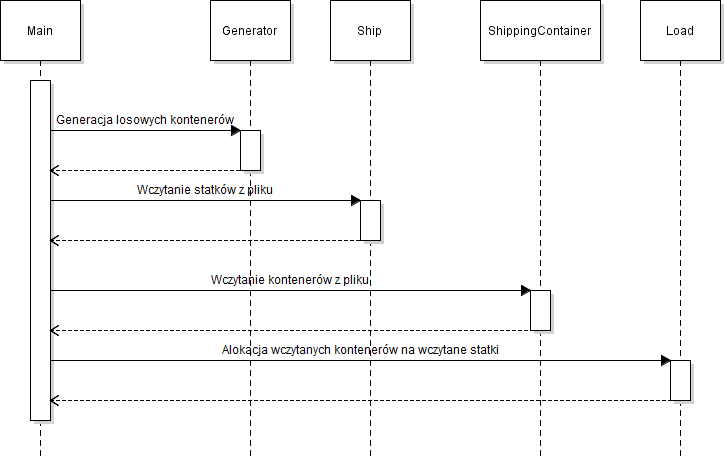 Main
Generator
Ship
ShippingContainer
Load
Generacja losowych kontenerów
Wczytanie statków z pliku
Wczytanie kontenerów z pliku
Alokacja wczytanych kontenerów na wczytane statki